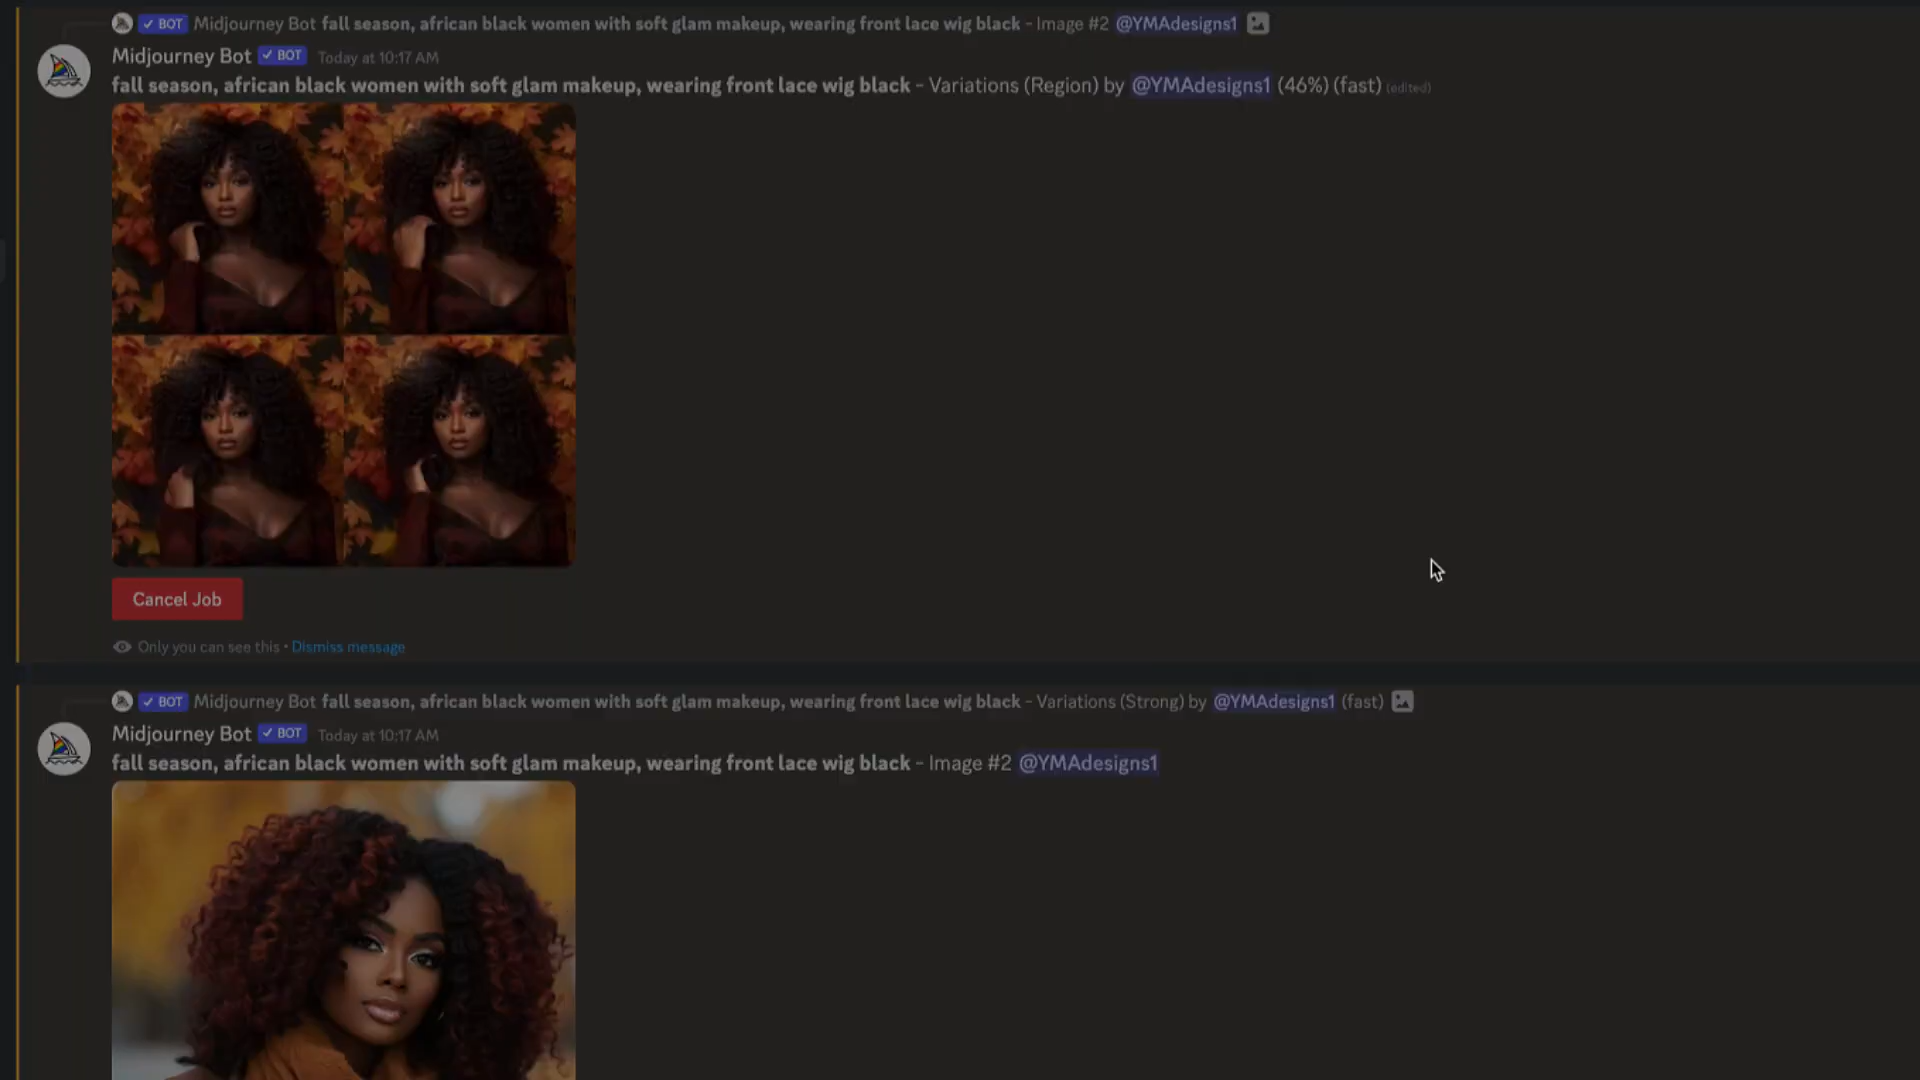 ✓ BOT Midjourney Bot fall season, african black women with soft glam makeup, wearing front lace wig black - Image #2 @YMAdesigns1
Midjourney Bot ✓ BOT Today at 10:17 AM
fall season, african black women with soft glam makeup, wearing front lace wig black - Variations (Region) by @YMAdesigns1 (46%) (fast) (edited)
Cancel Job
Only you can see this • Dismiss message
✓ BOT Midjourney Bot fall season, african black women with soft glam makeup, wearing front lace wig black - Variations (Strong) by @YMAdesigns1 (fast)
Midjourney Bot ✓ BOT Today at 10:17 AM
fall season, african black women with soft glam makeup, wearing front lace wig black - Image #2 @YMAdesigns1